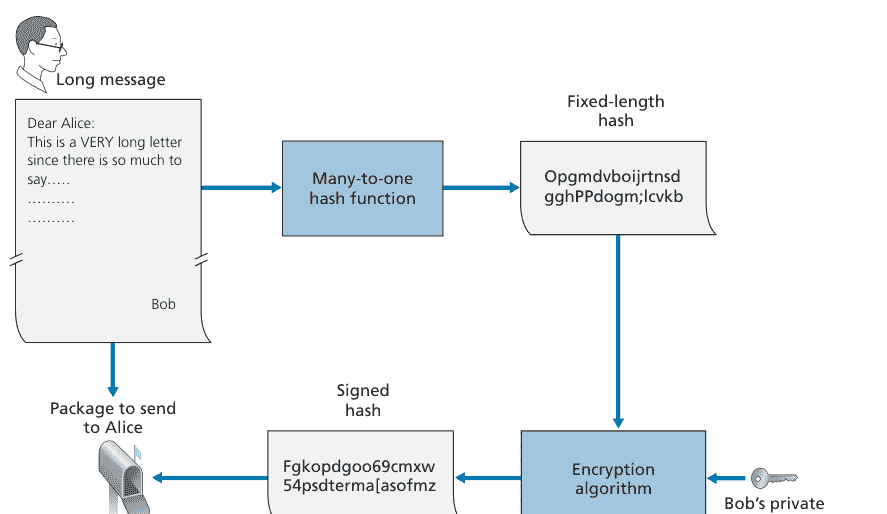 Long message
Dear Alice:
This is a VERY long letter
since there is so much to
say.....
..........
..........
Bob
Many-to-one
hash function
Fixed-length
hash
Opgmdvboijrtnsd
gghPPdogm;lcvkb
Package to send
to Alice
Signed
hash
Fgkopdgoo69cmxw
54psdterma[asofmz
Encryption
algorithm
Bob's private